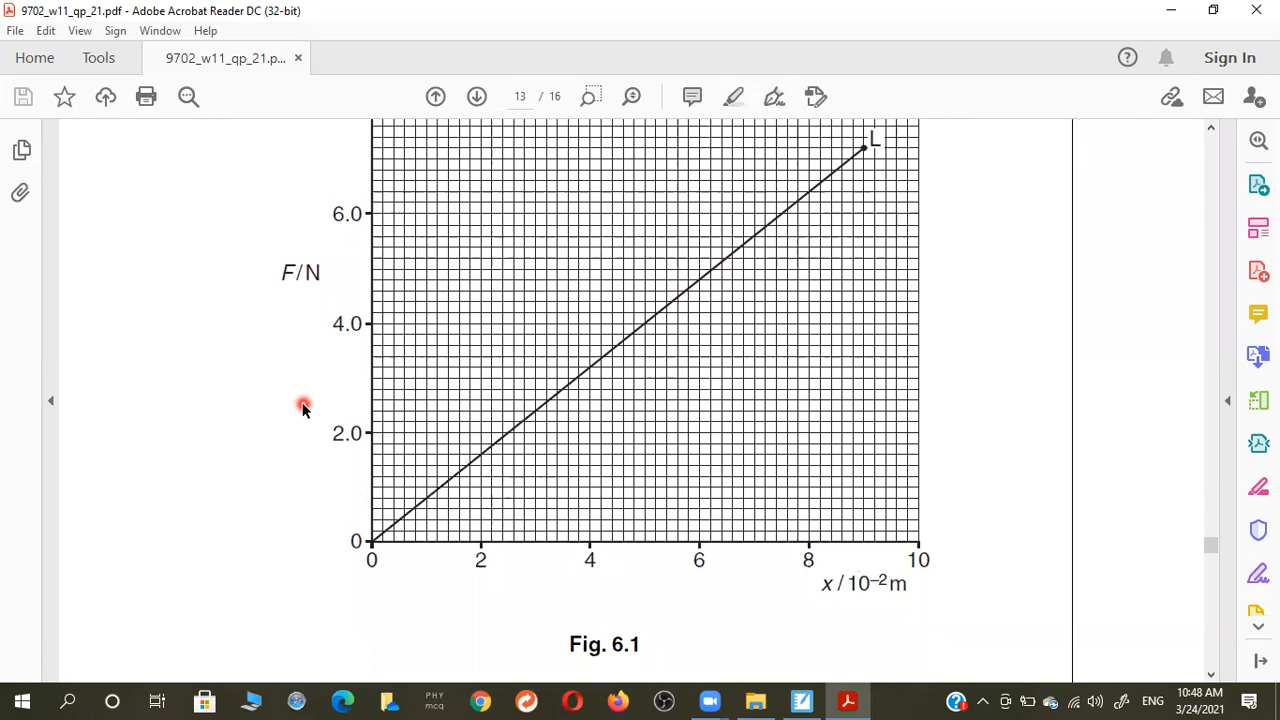 9702_w11_qp_21.pdf - Adobe Acrobat Reader DC (32-bit)
File Edit View Sign Window Help
Home Tools 9702_w11_qp_21.p... × Sign In
13 / 16
L
6.0
F/N
4.0
2.0
0
0 2 4 6 8 10
x/10⁻²m
Fig. 6.1
PHY
mcq
ENG
10:48 AM
3/24/2021